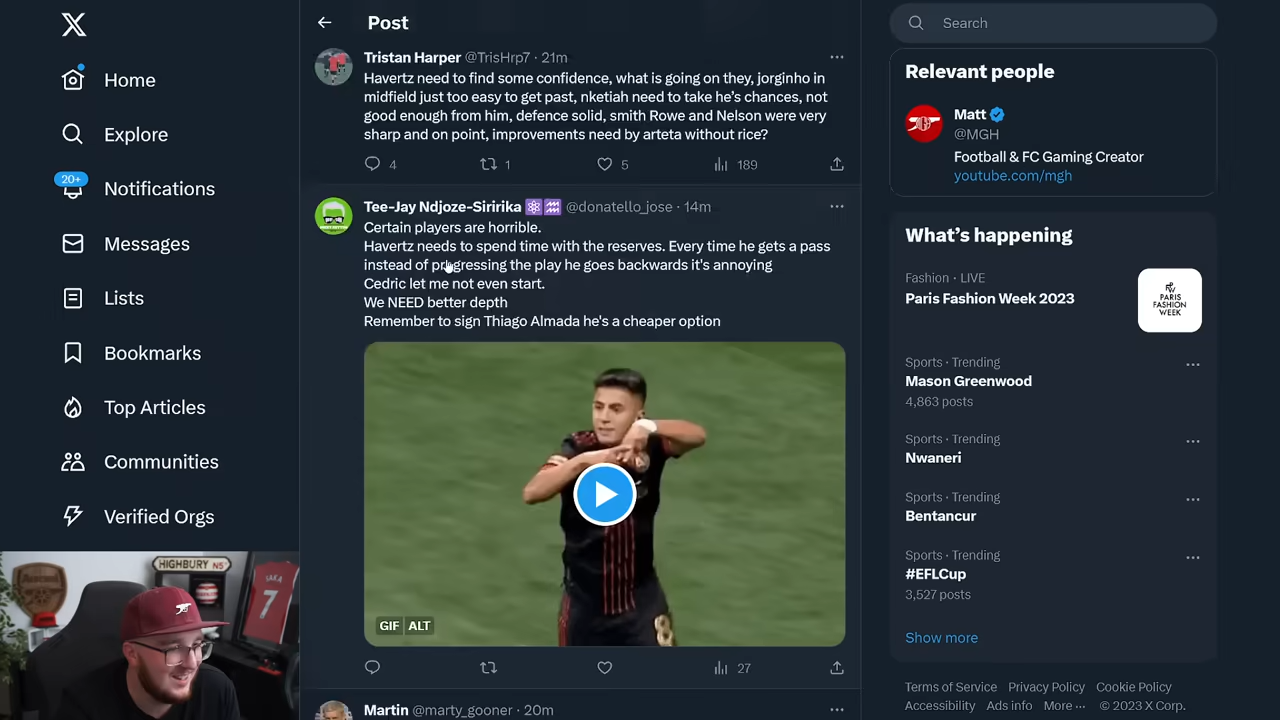 Home
Explore
20+
Notifications
Messages
Lists
Bookmarks
Top Articles
Communities
Verified Orgs
HIGHBURY N5
Arsenal
SAKA
7
Post
Tristan Harper @TrisHrp7 · 21m
Havertz need to find some confidence, what is going on they, jorginho in
midfield just too easy to get past, nketiah need to take he's chances, not
good enough from him, defence solid, smith Rowe and Nelson were very
sharp and on point, improvements need by arteta without rice?
4 1 5 189
Tee-Jay Ndjoze-Siririka @donatello_jose · 14m
Certain players are horrible.
Havertz needs to spend time with the reserves. Every time he gets a pass
instead of progressing the play he goes backwards it's annoying
Cedric let me not even start.
We NEED better depth
Remember to sign Thiago Almada he's a cheaper option
8
GIF ALT
27
Martin @marty_gooner · 20m
Search
Relevant people
Matt
@MGH
Football & FC Gaming Creator
youtube.com/mgh
What's happening
Fashion · LIVE
Paris Fashion Week 2023
PARIS
FASHION
WEEK
Sports · Trending
Mason Greenwood
4,863 posts
Sports · Trending
Nwaneri
Sports · Trending
Bentancur
Sports · Trending
#EFLCup
3,527 posts
Show more
Terms of Service Privacy Policy Cookie Policy
Accessibility Ads info More ··· © 2023 X Corp.